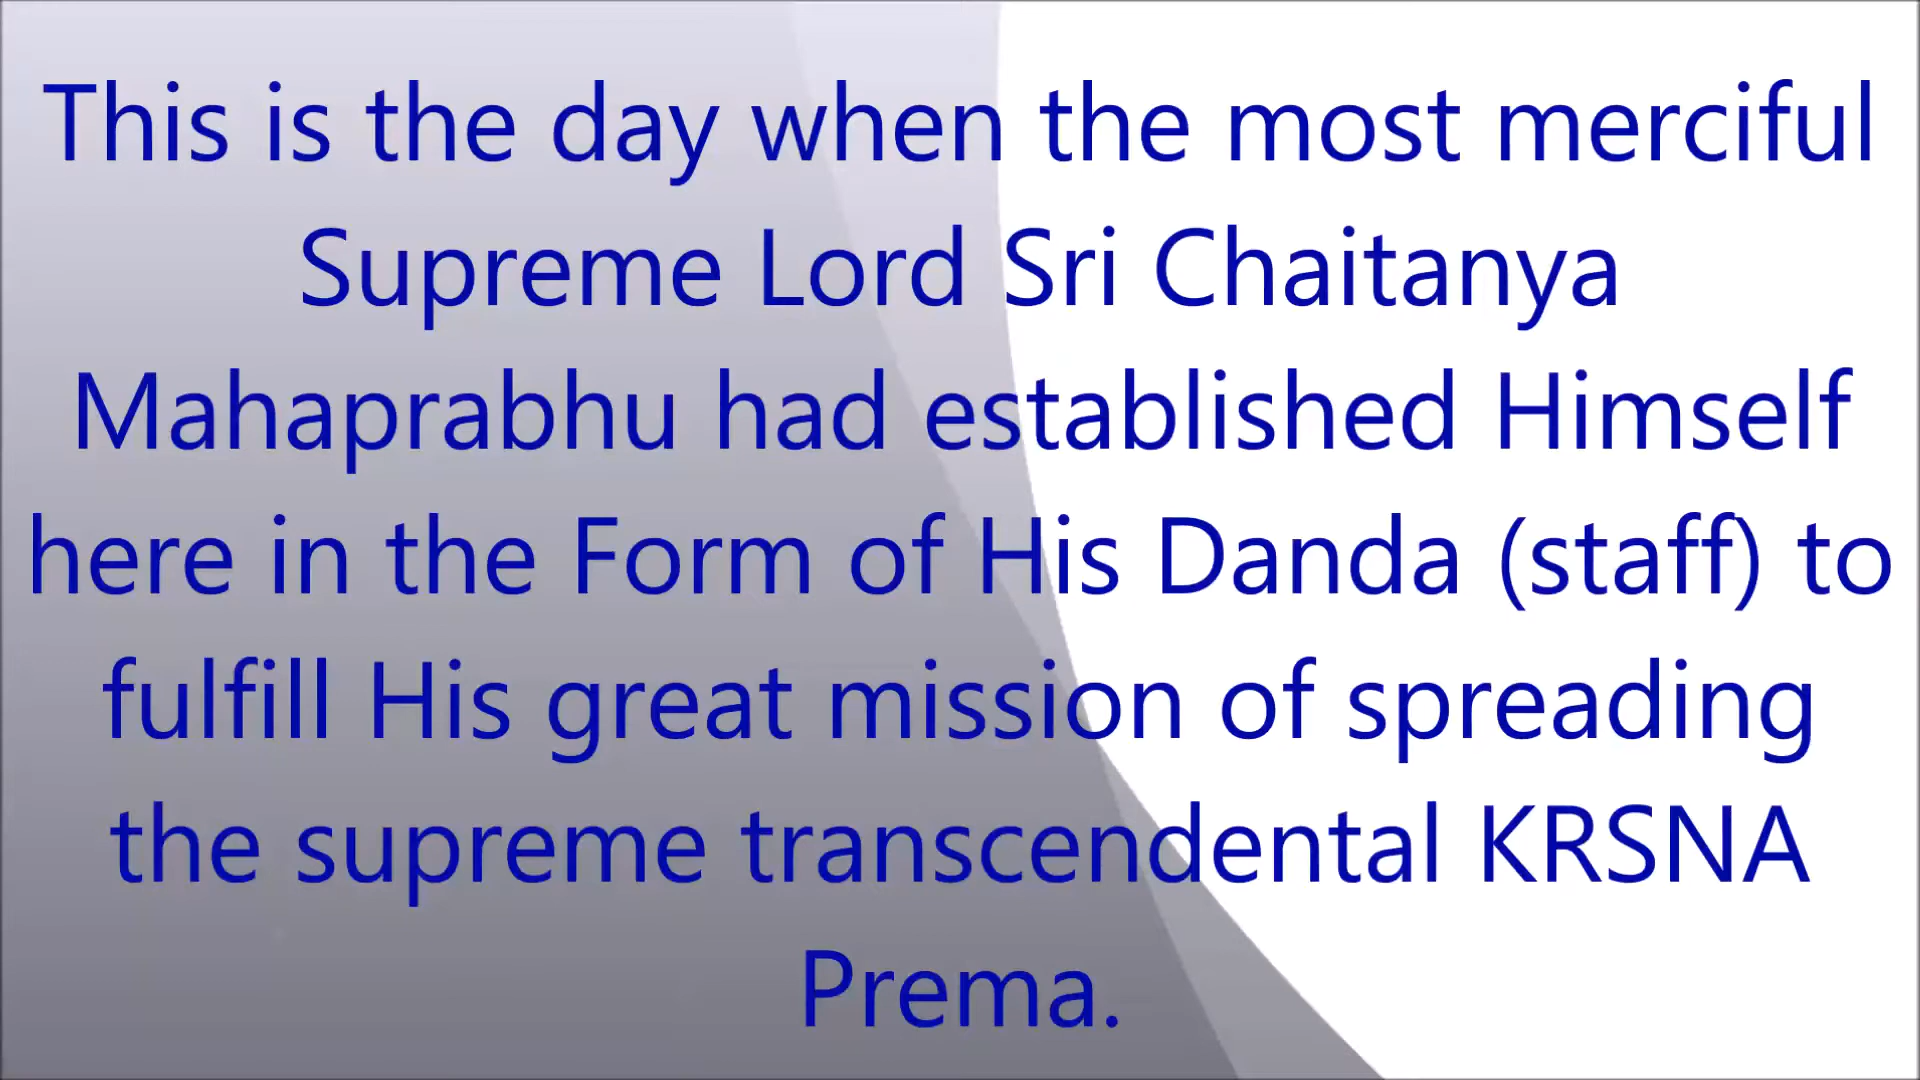 This is the day when the most merciful
Supreme Lord Sri Chaitanya
Mahaprabhu had established Himself
here in the Form of His Danda (staff) to
fulfill His great mission of spreading
the supreme transcendental KRSNA
Prema.